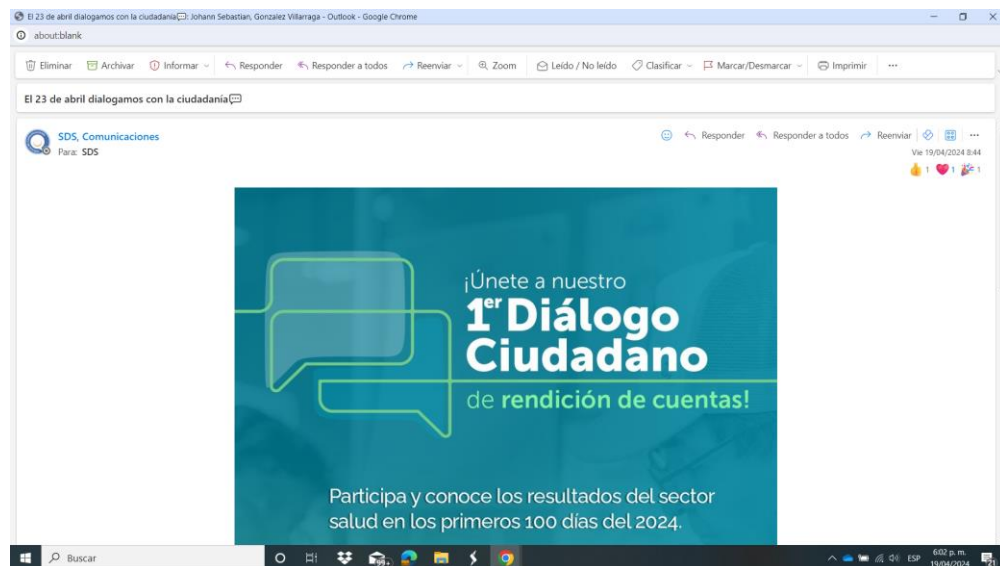 El 23 de abril dialogamos con la ciudadanía💬: Johann Sebastian, Gonzalez Villarraga - Outlook - Google Chrome
about:blank
Eliminar Archivar Informar Responder Responder a todos Reenviar Zoom Leído / No leído Clasificar Marcar/Desmarcar Imprimir ...
El 23 de abril dialogamos con la ciudadanía💬
SDS, Comunicaciones
Responder Responder a todos Reenviar ...
Para: SDS
Vie 19/04/2024 8:44
👍 1 ❤️ 1 🎉 1
¡Únete a nuestro
1er Diálogo
Ciudadano
de rendición de cuentas!
Participa y conoce los resultados del sector
salud en los primeros 100 días del 2024.
Buscar
99+
ESP
6:02 p. m.
19/04/2024
21